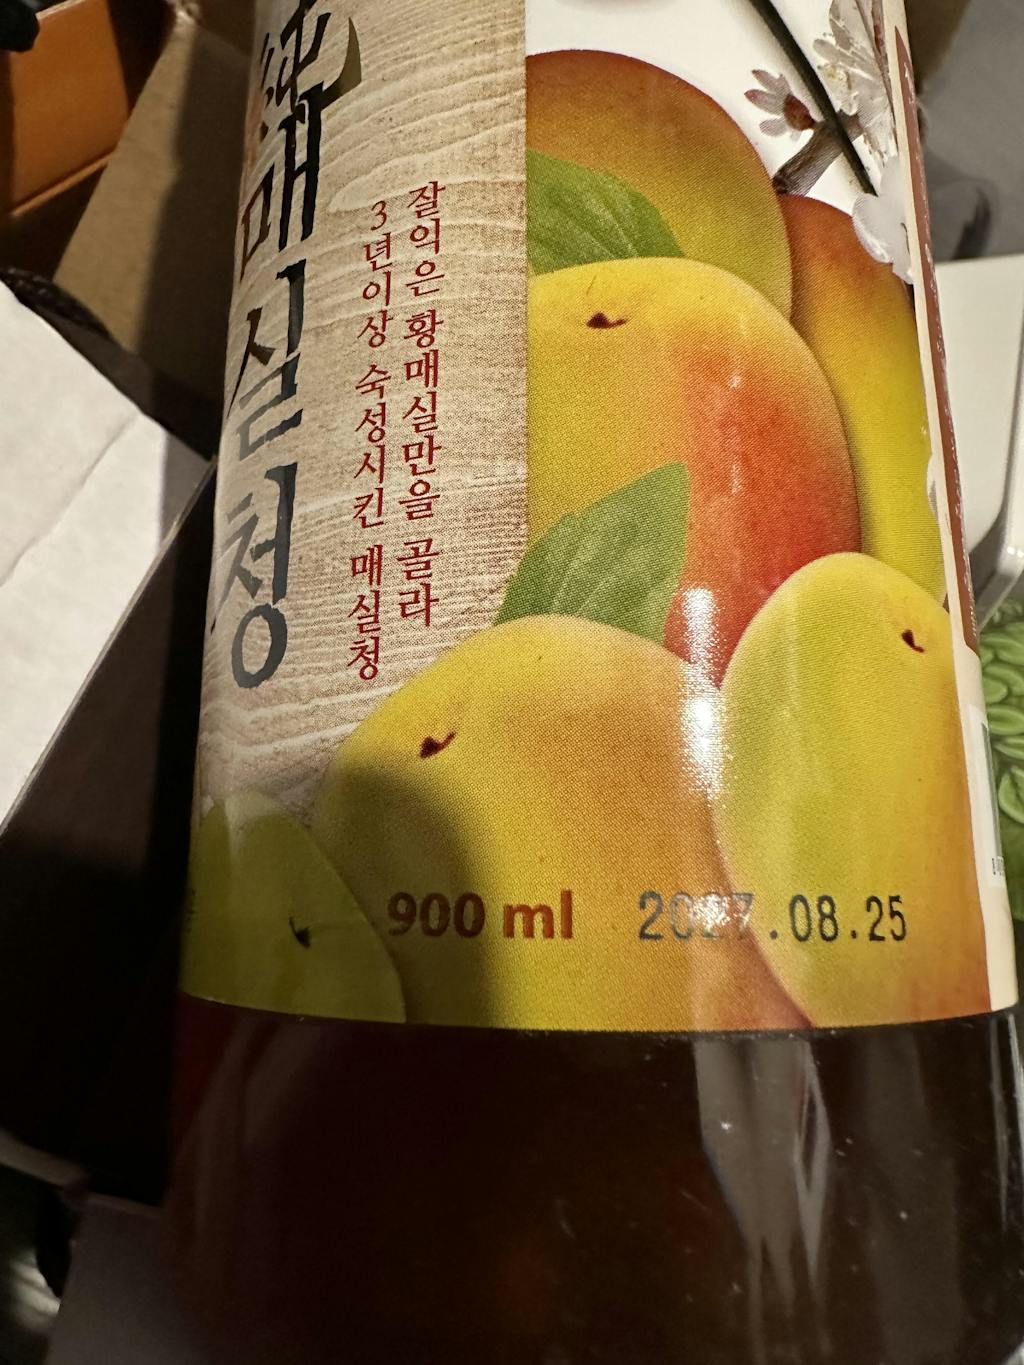 純매실청
잘익은 황매실만을 골라
3년이상 숙성시킨 매실청
900 ml
2027.08.25